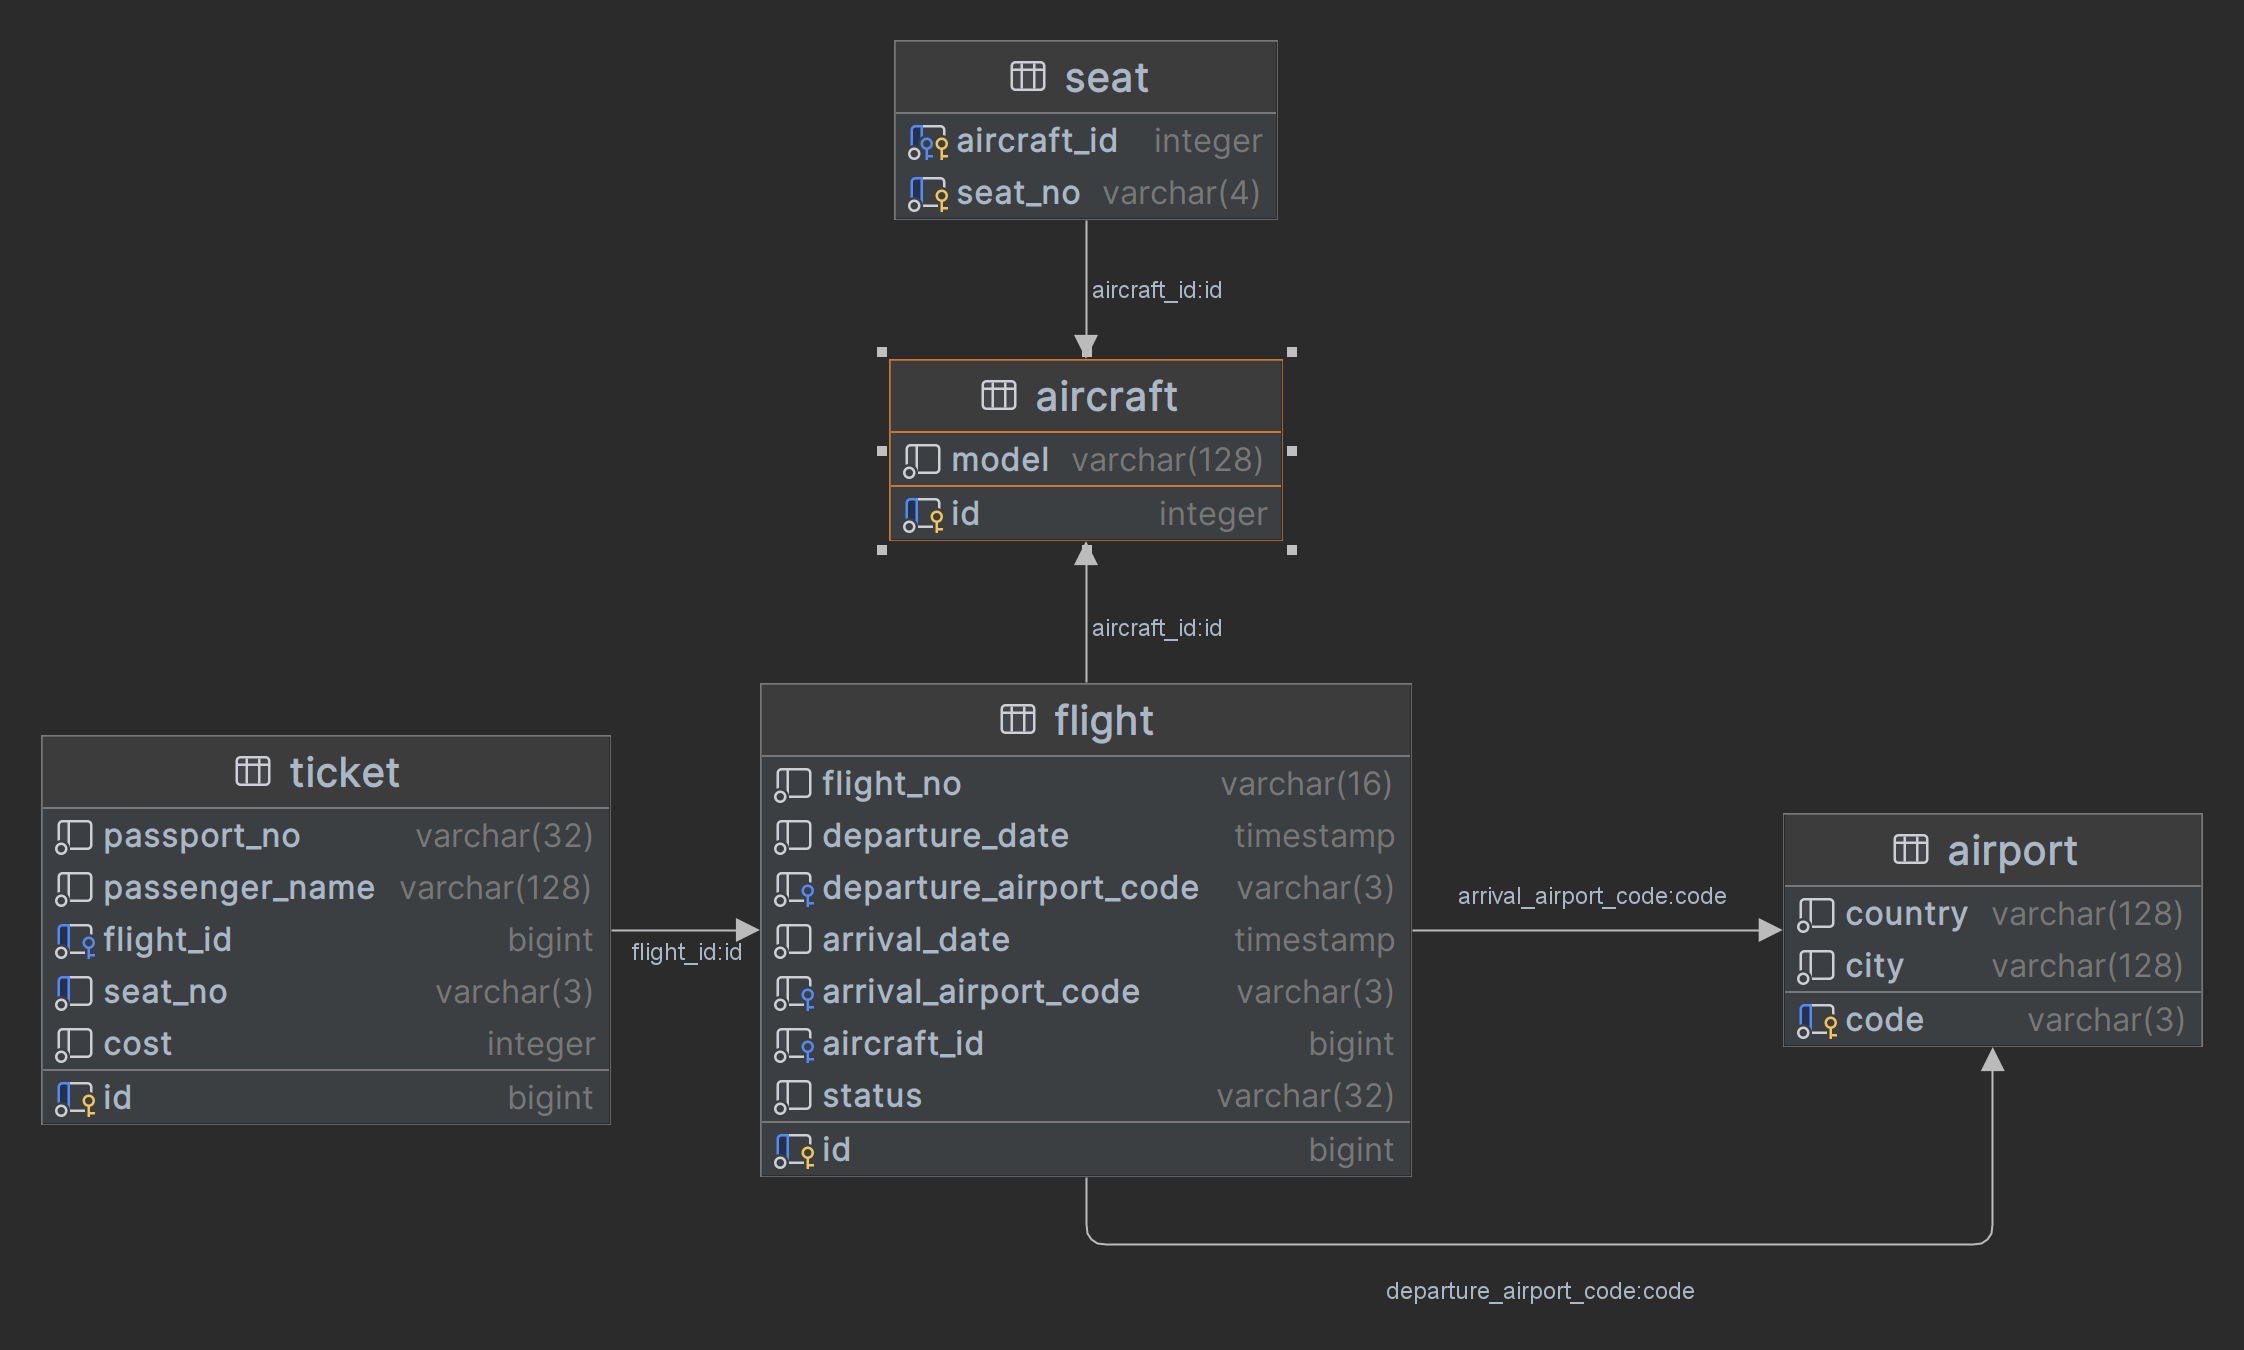 seat
aircraft_id integer
seat_no varchar(4)
aircraft_id:id
aircraft
model varchar(128)
id integer
aircraft_id:id
ticket
passport_no varchar(32)
passenger_name varchar(128)
flight_id bigint
seat_no varchar(3)
cost integer
id bigint
flight_id:id
flight
flight_no varchar(16)
departure_date timestamp
departure_airport_code varchar(3)
arrival_date timestamp
arrival_airport_code varchar(3)
aircraft_id bigint
status varchar(32)
id bigint
arrival_airport_code:code
airport
country varchar(128)
city varchar(128)
code varchar(3)
departure_airport_code:code